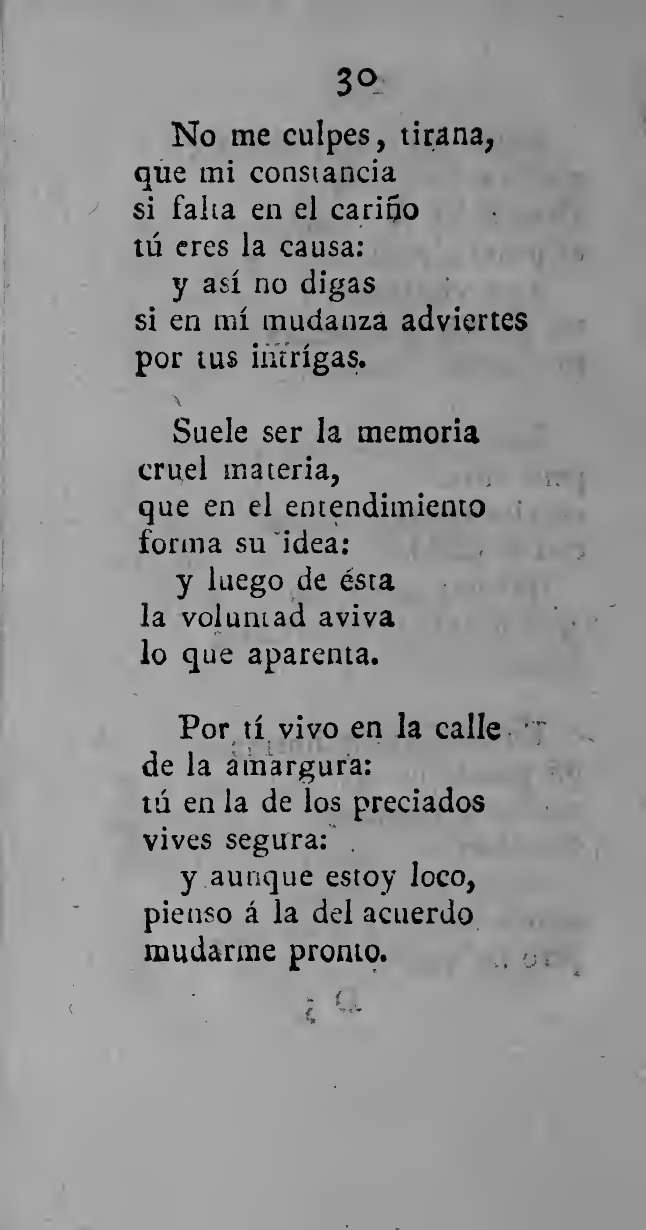 30
No me culpes, tirana,
que mi constancia
si falta en el cariño
tú eres la causa:
y así no digas
si en mí mudanza adviertes
por tus intrígas.
Suele ser la memoria
cruel materia,
que en el entendimiento
forma su idea:
y luego de ésta
la voluntad aviva
lo que aparenta.
Por tí vivo en la calle
de la amargura:
tú en la de los preciados
vives segura:
y aunque estoy loco,
pienso á la del acuerdo
mudarme pronto.